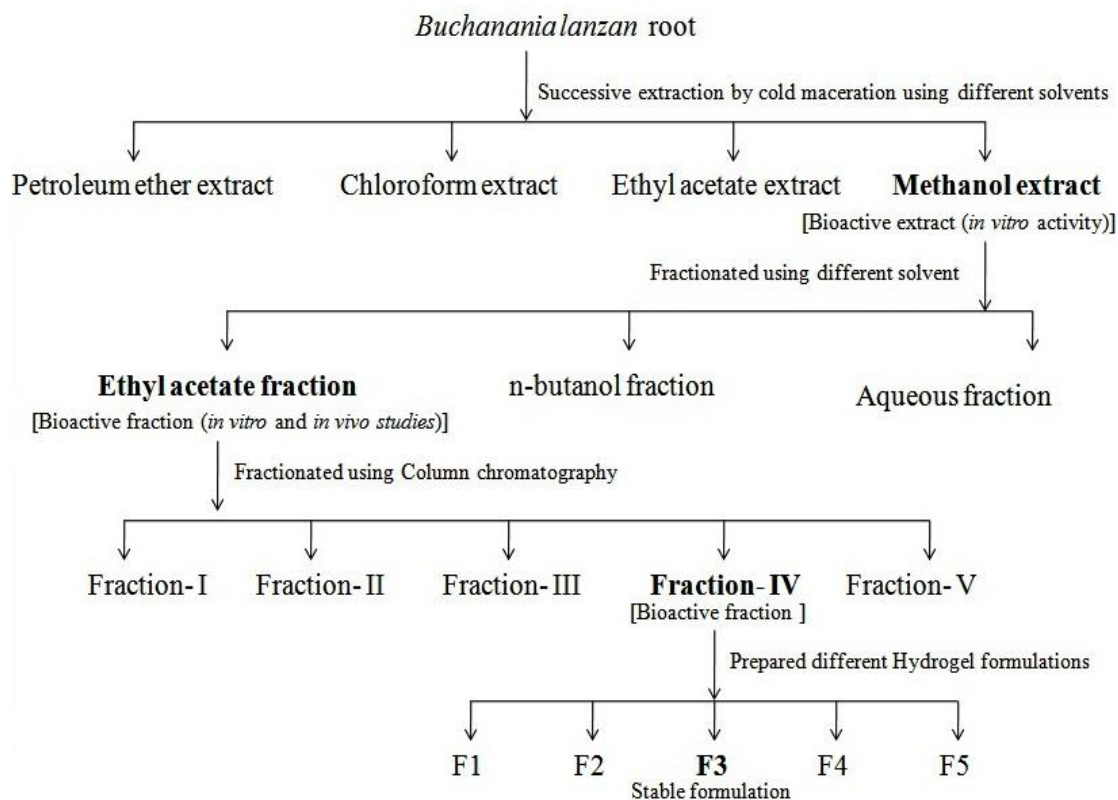 Buchanania lanzan root
Successive extraction by cold maceration using different solvents
Petroleum ether extract
Chloroform extract
Ethyl acetate extract
Methanol extract
[Bioactive extract (in vitro activity)]
Fractionated using different solvent
Ethyl acetate fraction
[Bioactive fraction (in vitro and in vivo studies)]
n-butanol fraction
Aqueous fraction
Fractionated using Column chromatography
Fraction- I
Fraction- II
Fraction- III
Fraction- IV
[Bioactive fraction ]
Fraction- V
Prepared different Hydrogel formulations
F1
F2
F3
Stable formulation
F4
F5